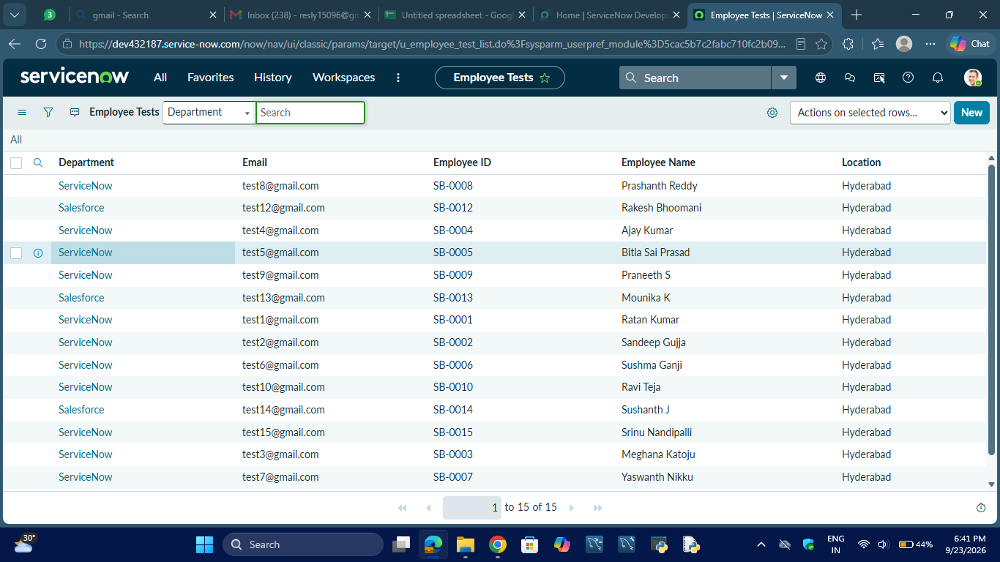 3
gmail - Search
Inbox (238) - resly15096@gm
Untitled spreadsheet - Googl
Home | ServiceNow Develope
Employee Tests | ServiceNow
https://dev432187.service-now.com/now/nav/ui/classic/params/target/u_employee_test_list.do%3Fsysparm_userpref_module%3D5cac5b7c2fabc710fc2b09...
Chat
servicenow All Favorites History Workspaces
Employee Tests
Search
Employee Tests Department Search
Actions on selected rows... New
All
Department Email Employee ID Employee Name Location
ServiceNow test8@gmail.com SB-0008 Prashanth Reddy Hyderabad
Salesforce test12@gmail.com SB-0012 Rakesh Bhoomani Hyderabad
ServiceNow test4@gmail.com SB-0004 Ajay Kumar Hyderabad
ServiceNow test5@gmail.com SB-0005 Bitla Sai Prasad Hyderabad
ServiceNow test9@gmail.com SB-0009 Praneeth S Hyderabad
Salesforce test13@gmail.com SB-0013 Mounika K Hyderabad
ServiceNow test1@gmail.com SB-0001 Ratan Kumar Hyderabad
ServiceNow test2@gmail.com SB-0002 Sandeep Gujja Hyderabad
ServiceNow test6@gmail.com SB-0006 Sushma Ganji Hyderabad
ServiceNow test10@gmail.com SB-0010 Ravi Teja Hyderabad
Salesforce test14@gmail.com SB-0014 Sushanth J Hyderabad
ServiceNow test15@gmail.com SB-0015 Srinu Nandipalli Hyderabad
ServiceNow test3@gmail.com SB-0003 Meghana Katoju Hyderabad
ServiceNow test7@gmail.com SB-0007 Yaswanth Nikku Hyderabad
1 to 15 of 15
30°
Search
ENG
IN
44%
6:41 PM
9/23/2026